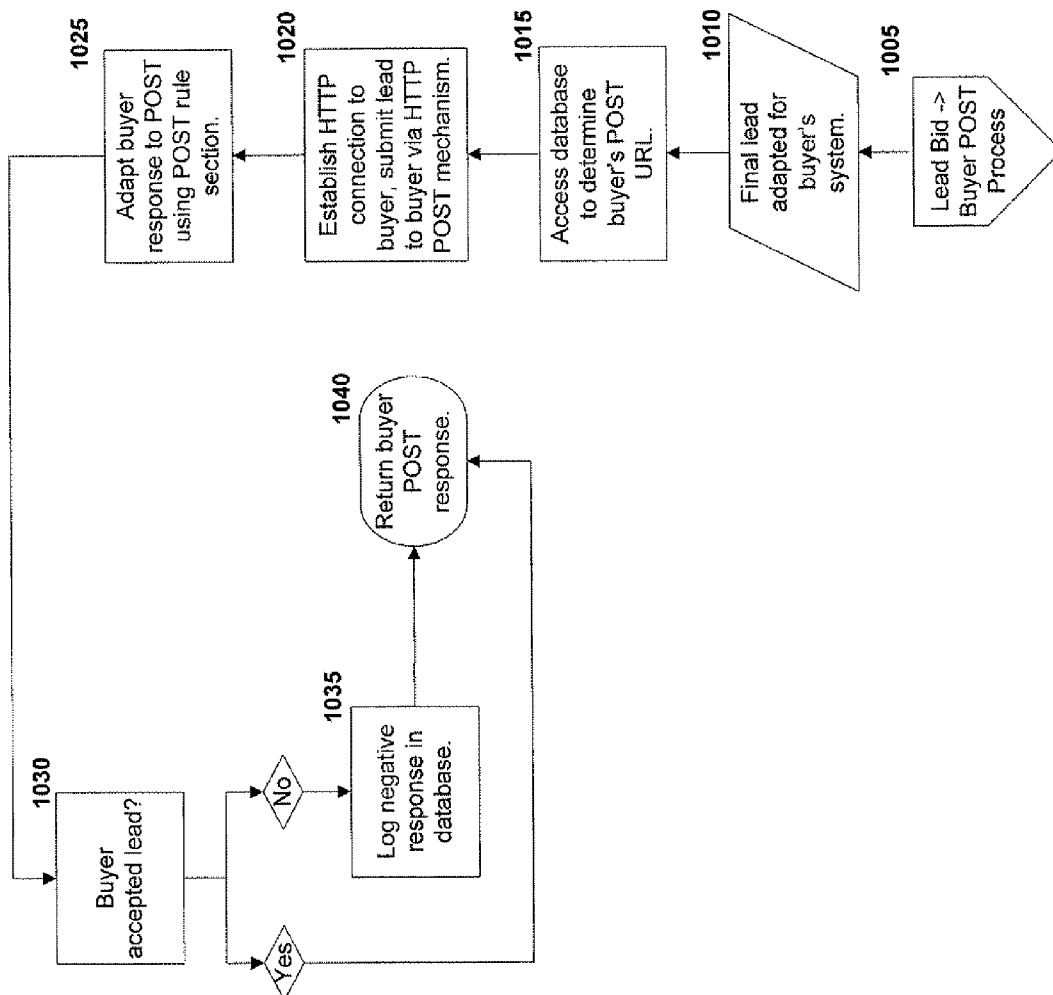 1005
Lead Bid ->
Buyer POST
Process
1010
Final lead
adapted for
buyer's
system.
1015
Access database
to determine
buyer's POST
URL.
1020
Establish HTTP
connection to
buyer, submit lead
to buyer via HTTP
POST mechanism.
1025
Adapt buyer
response to POST
using POST rule
section.
1030
Buyer
accepted lead?
Yes
No
1035
Log negative
response in
database.
1040
Return buyer
POST
response.